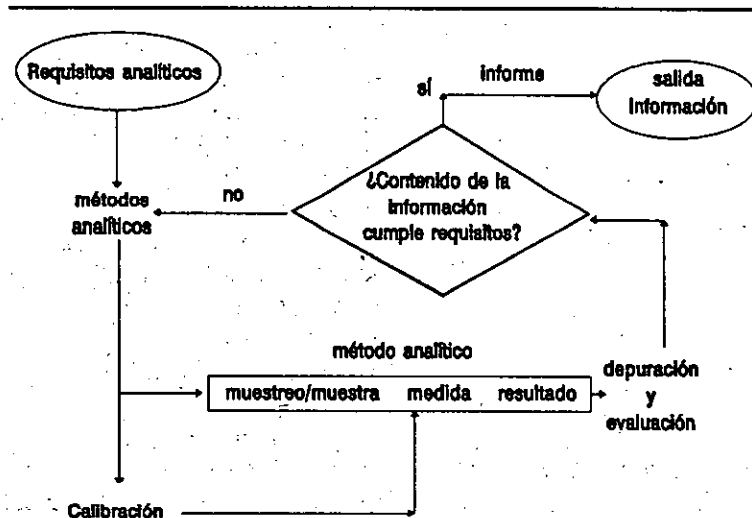 Requisitos analíticos
sí
informe
salida
información
¿Contenido de la
información
cumple requisitos?
no
métodos
analíticos
método analítico
muestreo/muestra medida resultado
depuración
y
evaluación
Calibración